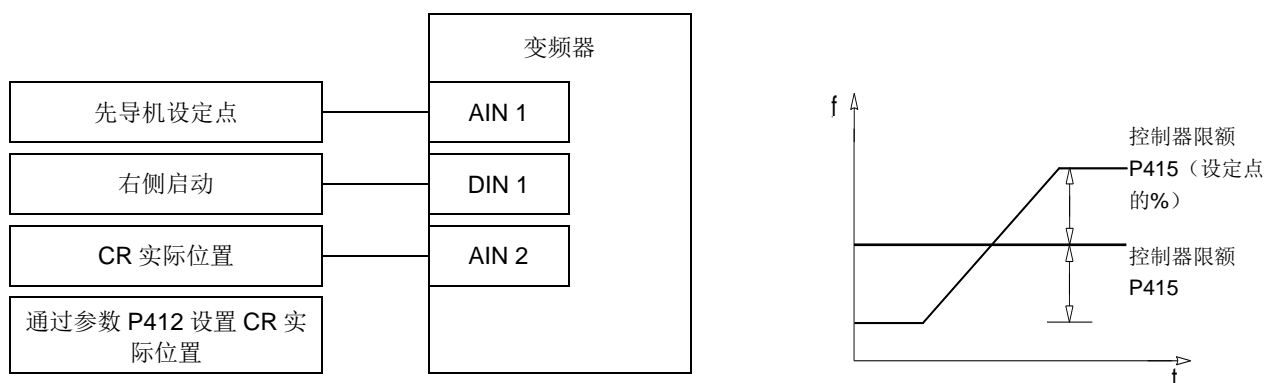 变频器
先导机设定点
AIN 1
右侧启动
DIN 1
CR 实际位置
AIN 2
通过参数 P412 设置 CR 实
际位置
f
控制器限额
P415（设定点
的%）
控制器限额
P415
t